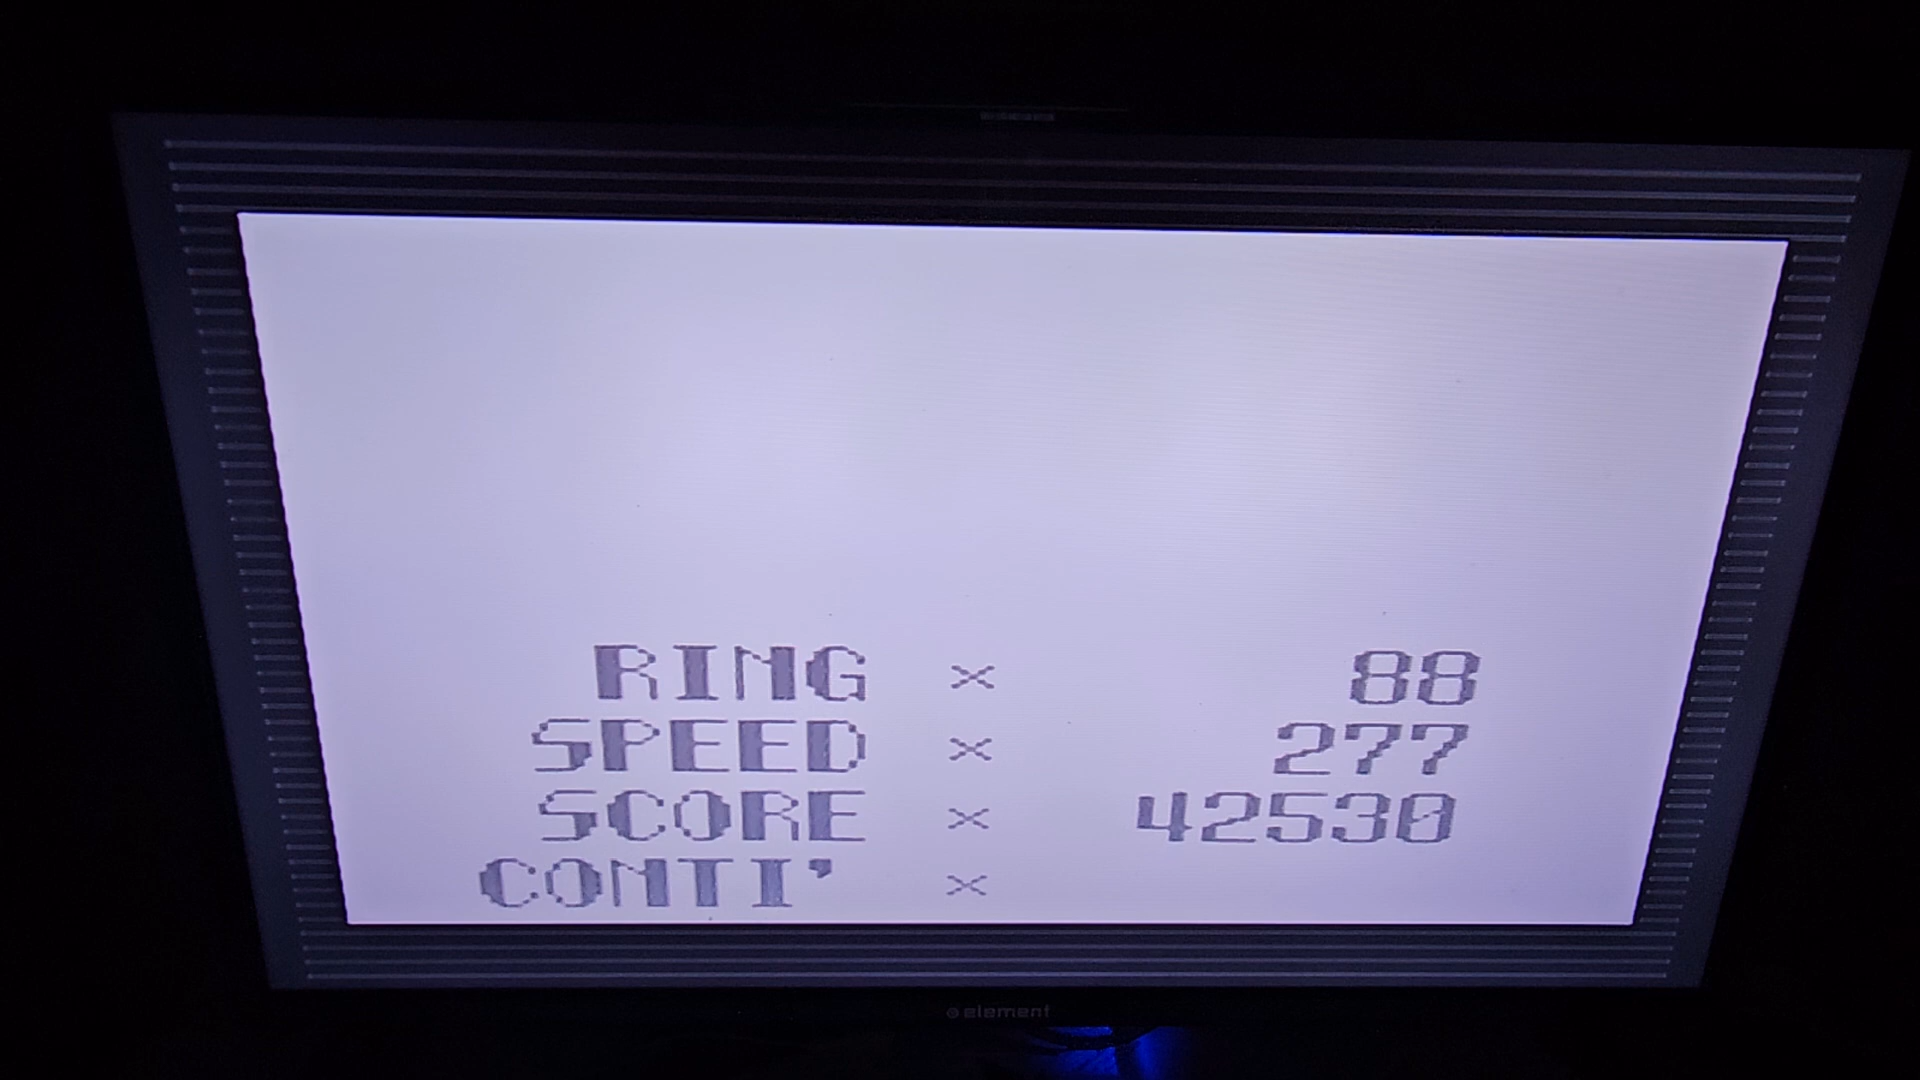 RING × 88
SPEED × 277
SCORE × 42530
CONTI' ×
element